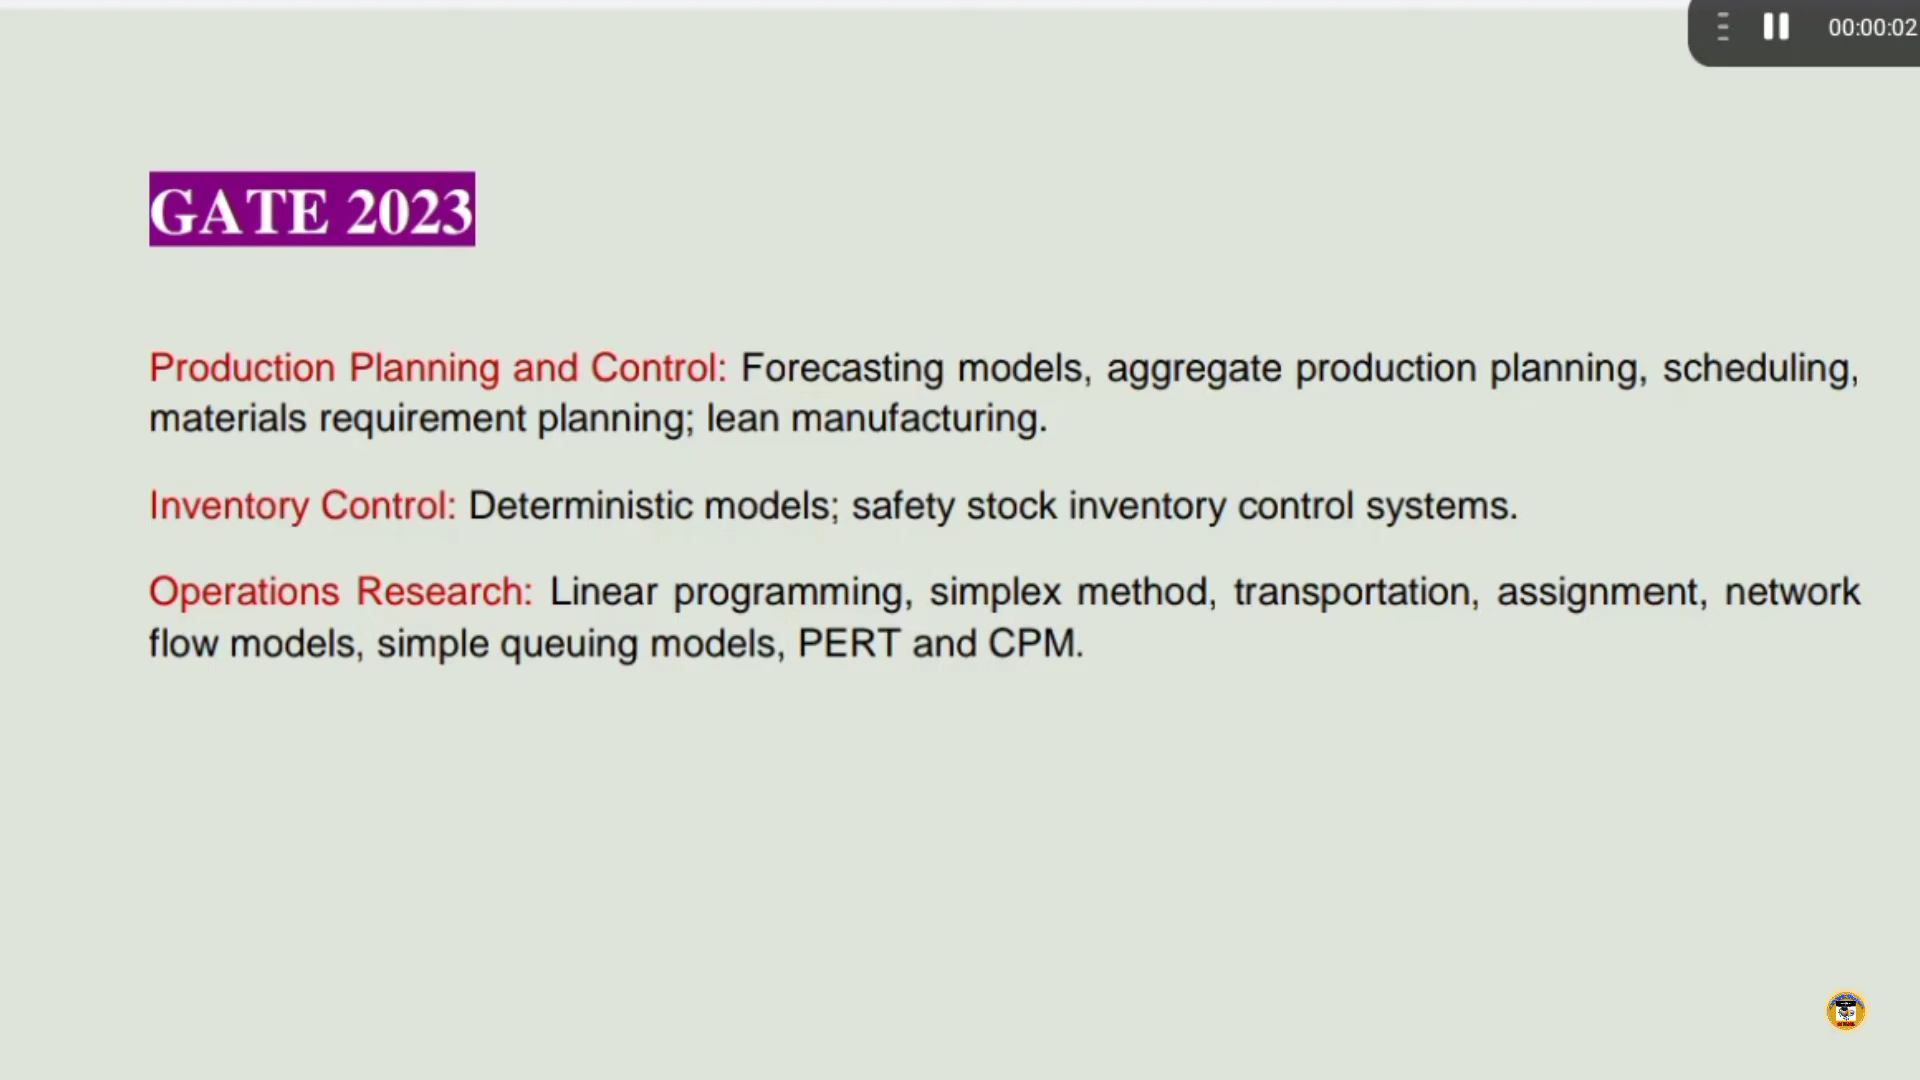 00:00:02
GATE 2023
Production Planning and Control: Forecasting models, aggregate production planning, scheduling,
materials requirement planning; lean manufacturing.
Inventory Control: Deterministic models; safety stock inventory control systems.
Operations Research: Linear programming, simplex method, transportation, assignment, network
flow models, simple queuing models, PERT and CPM.